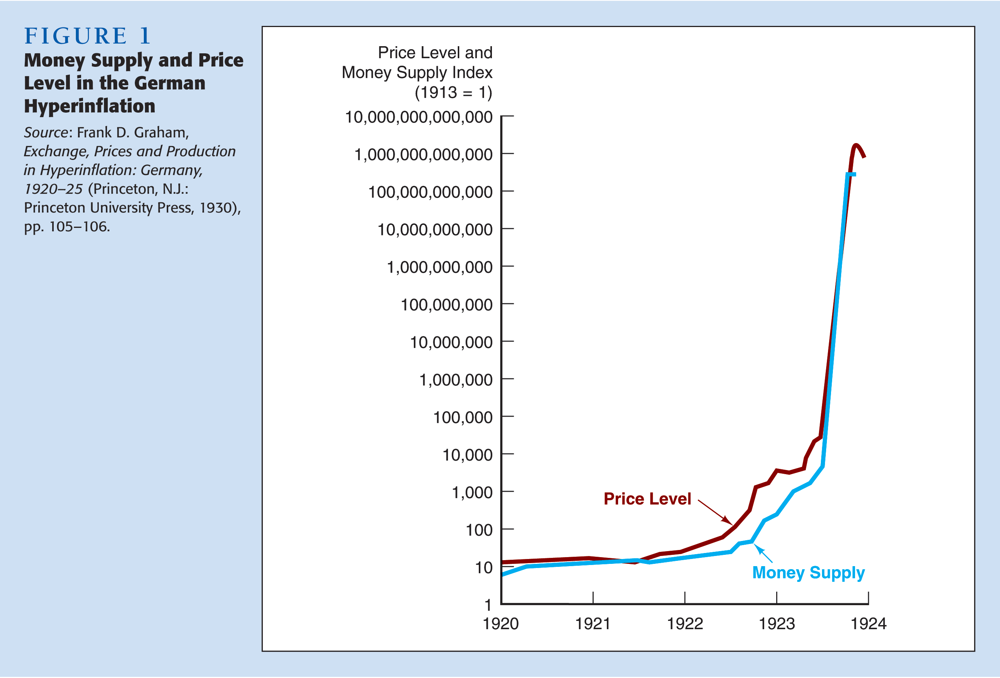 FIGURE 1
Money Supply and Price
Level in the German
Hyperinflation
Source: Frank D. Graham,
Exchange, Prices and Production
in Hyperinflation: Germany,
1920–25 (Princeton, N.J.:
Princeton University Press, 1930),
pp. 105–106.
Price Level and
Money Supply Index
(1913 = 1)
10,000,000,000,000
1,000,000,000,000
100,000,000,000
10,000,000,000
1,000,000,000
100,000,000
10,000,000
1,000,000
100,000
10,000
1,000
100
10
1
Price Level
Money Supply
1920 1921 1922 1923 1924